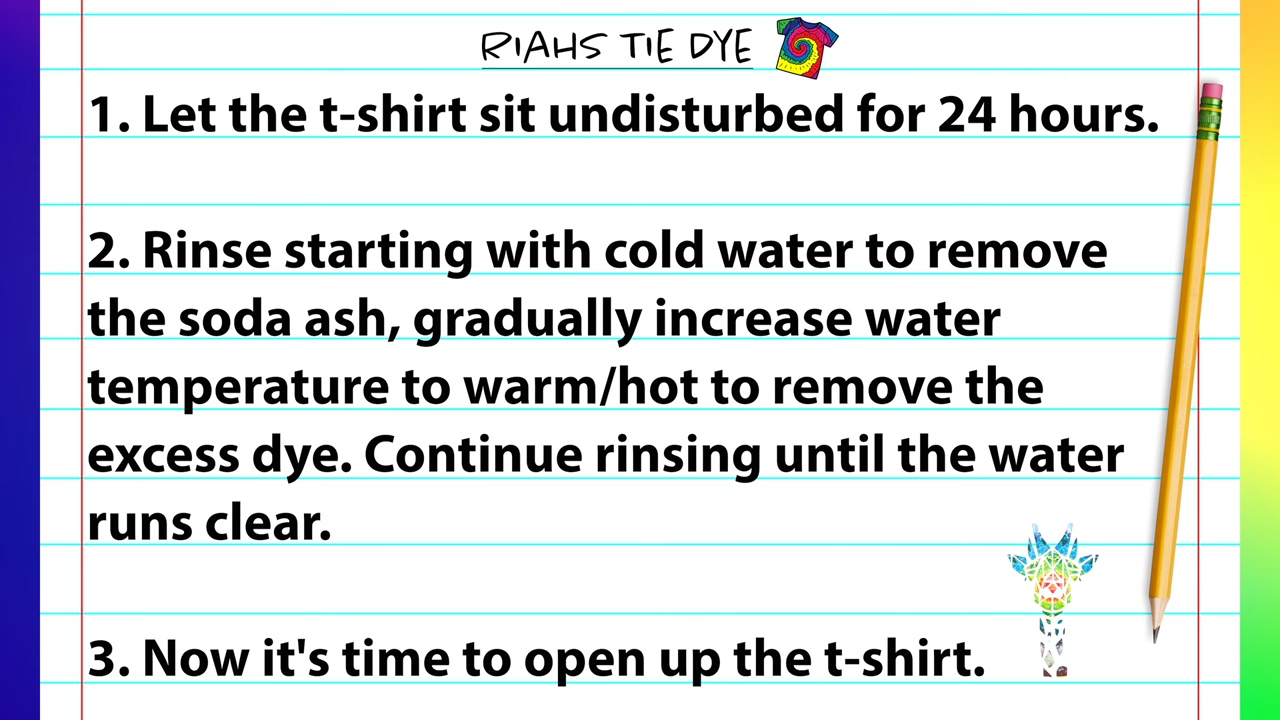 RIAHS TIE DYE
1. Let the t-shirt sit undisturbed for 24 hours.
2. Rinse starting with cold water to remove
the soda ash, gradually increase water
temperature to warm/hot to remove the
excess dye. Continue rinsing until the water
runs clear.
3. Now it's time to open up the t-shirt.